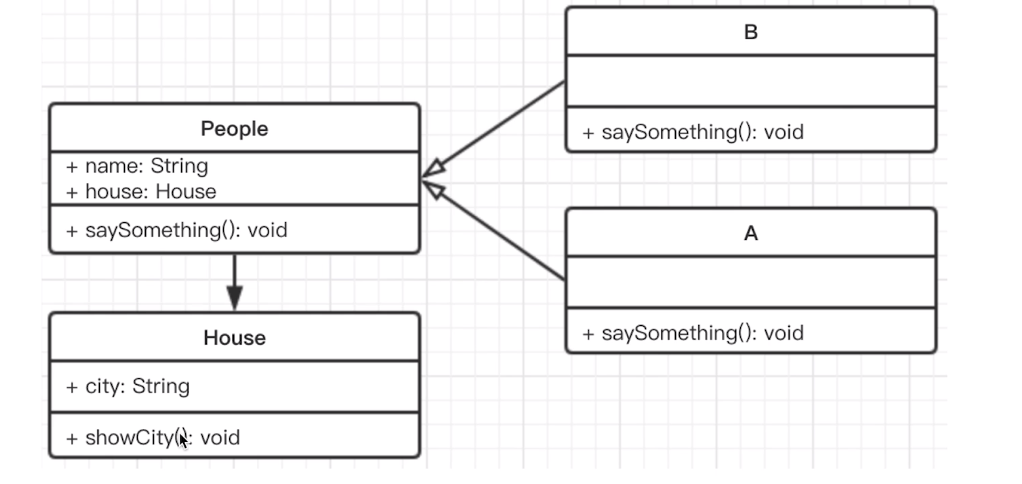 People
+ name: String
+ house: House
+ saySomething(): void
House
+ city: String
+ showCity(): void
B
+ saySomething(): void
A
+ saySomething(): void